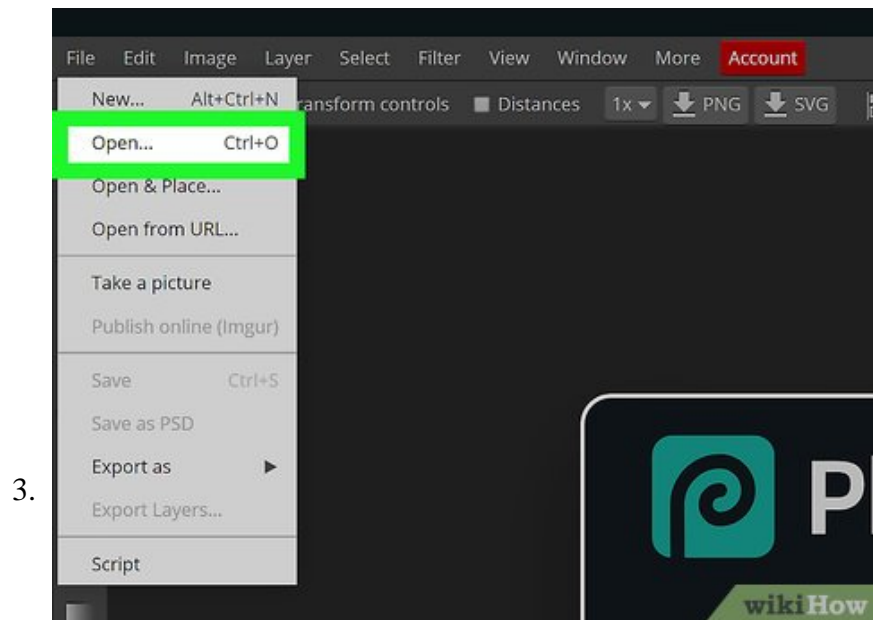 File Edit Image Layer Select Filter View Window More Account
New... Alt+Ctrl+N
controls Distances 1x PNG SVG
Open... Ctrl+O
Open & Place...
Open from URL...
Take a picture
Publish online (Imgur)
Save Ctrl+S
Save as PSD
Export as
3.
Export Layers...
Script
wikiHow